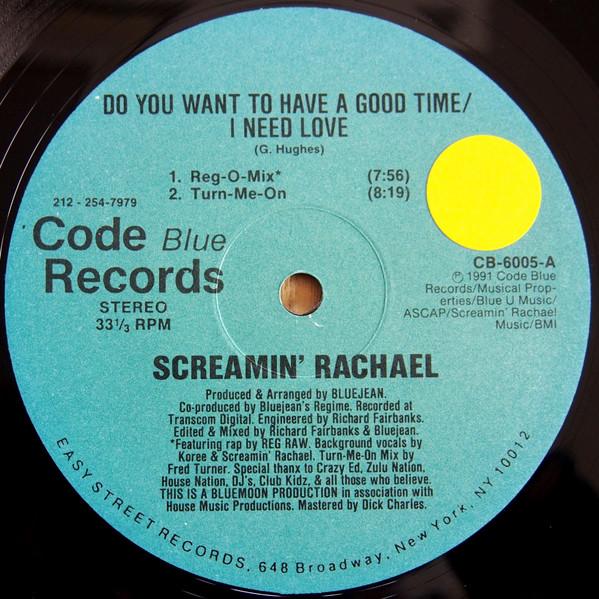 DO YOU WANT TO HAVE A GOOD TIME/
I NEED LOVE
(G. Hughes)
1. Reg-O-Mix* (7:56)
2. Turn-Me-On (8:19)
212 - 254-7979
Code Blue
Records
STEREO
33⅓ RPM
CB-6005-A
℗ 1991 Code Blue
Records/Musical Prop-
erties/Blue U Music/
ASCAP/Screamin' Rachael
Music/BMI
SCREAMIN' RACHAEL
Produced & Arranged by BLUEJEAN.
Co-produced by Bluejean's Regime. Recorded at
Transcom Digital. Engineered by Richard Fairbanks.
Edited & Mixed by Richard Fairbanks & Bluejean.
*Featuring rap by REG RAW. Background vocals by
Koree & Screamin' Rachael. Turn-Me-On Mix by
Fred Turner. Special thanx to Crazy Ed, Zulu Nation,
House Nation, DJ's, Club Kidz, & all those who believe.
THIS IS A BLUEMOON PRODUCTION in association with
House Music Productions. Mastered by Dick Charles.
EASY STREET RECORDS, 648 Broadway, New York, NY 10012